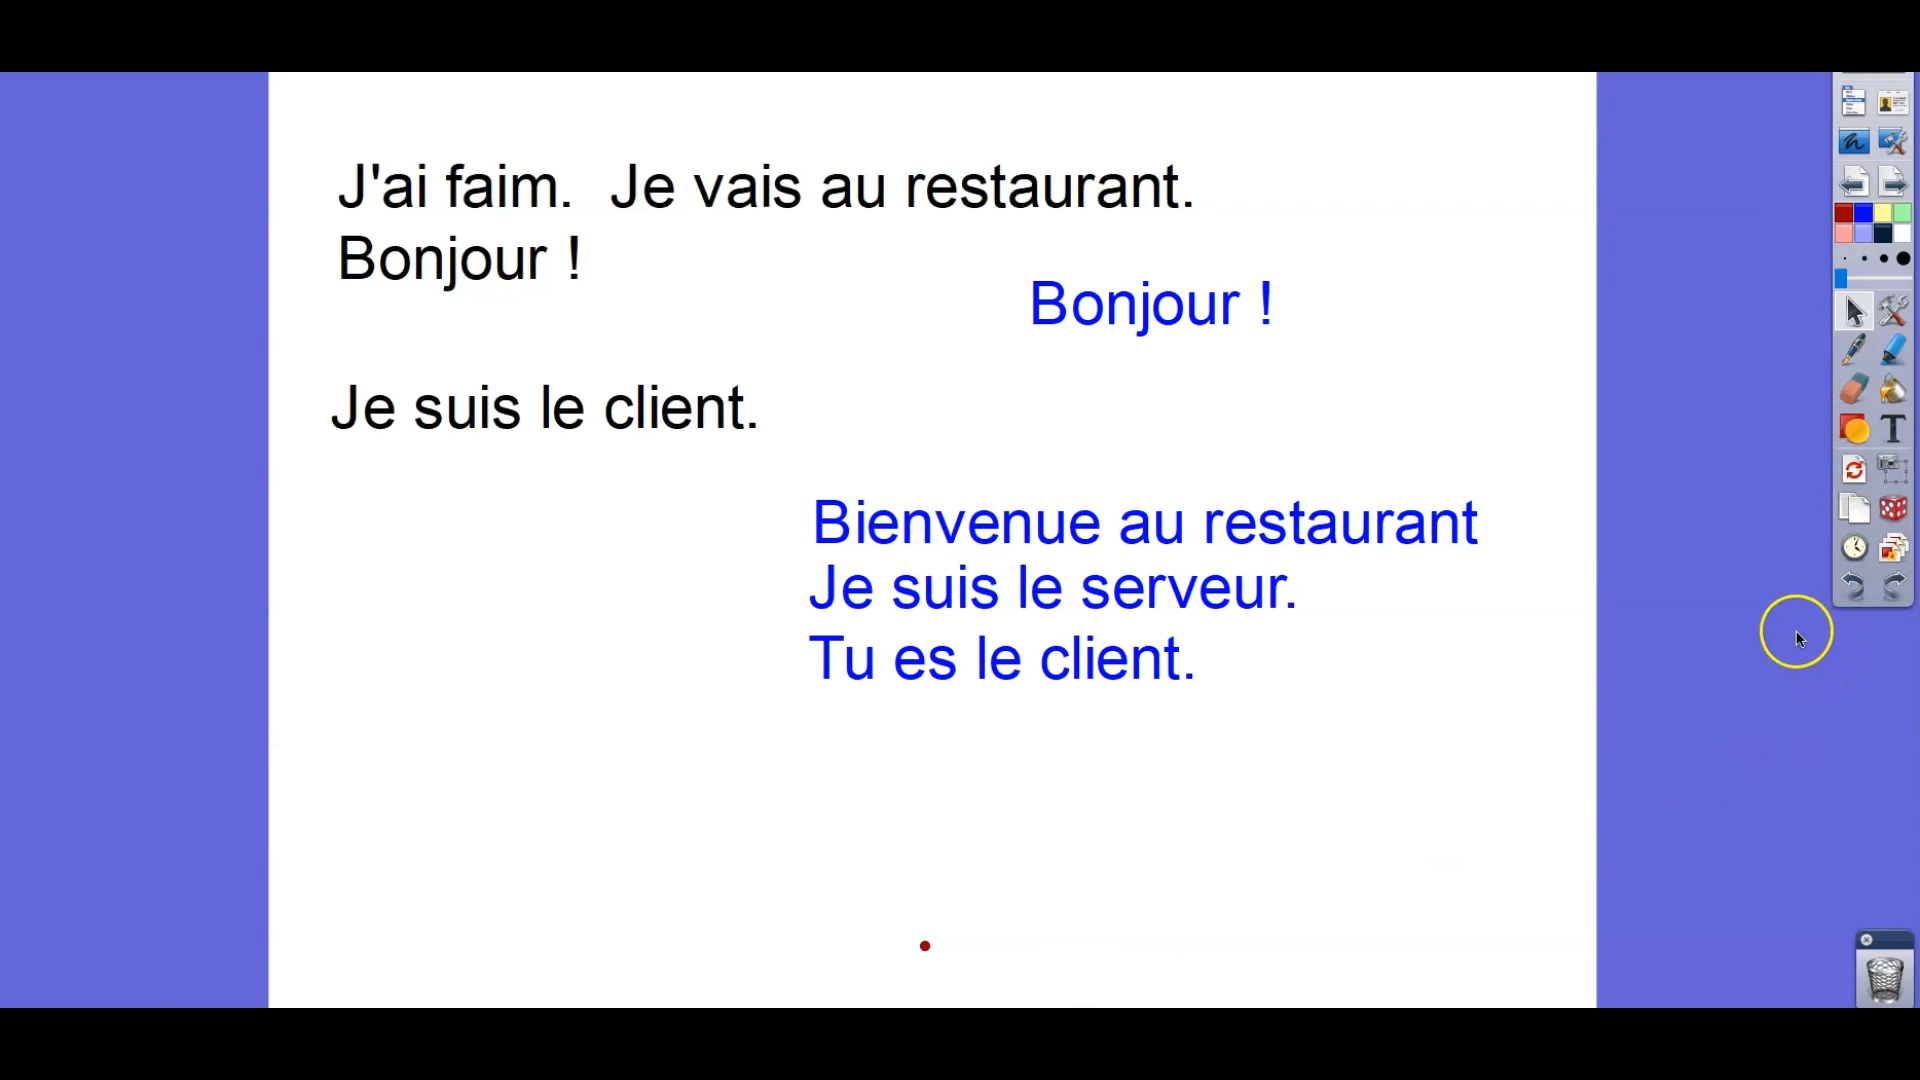 J'ai faim.  Je vais au restaurant.
Bonjour !
Bonjour !
Je suis le client.
Bienvenue au restaurant
Je suis le serveur.
Tu es le client.
T